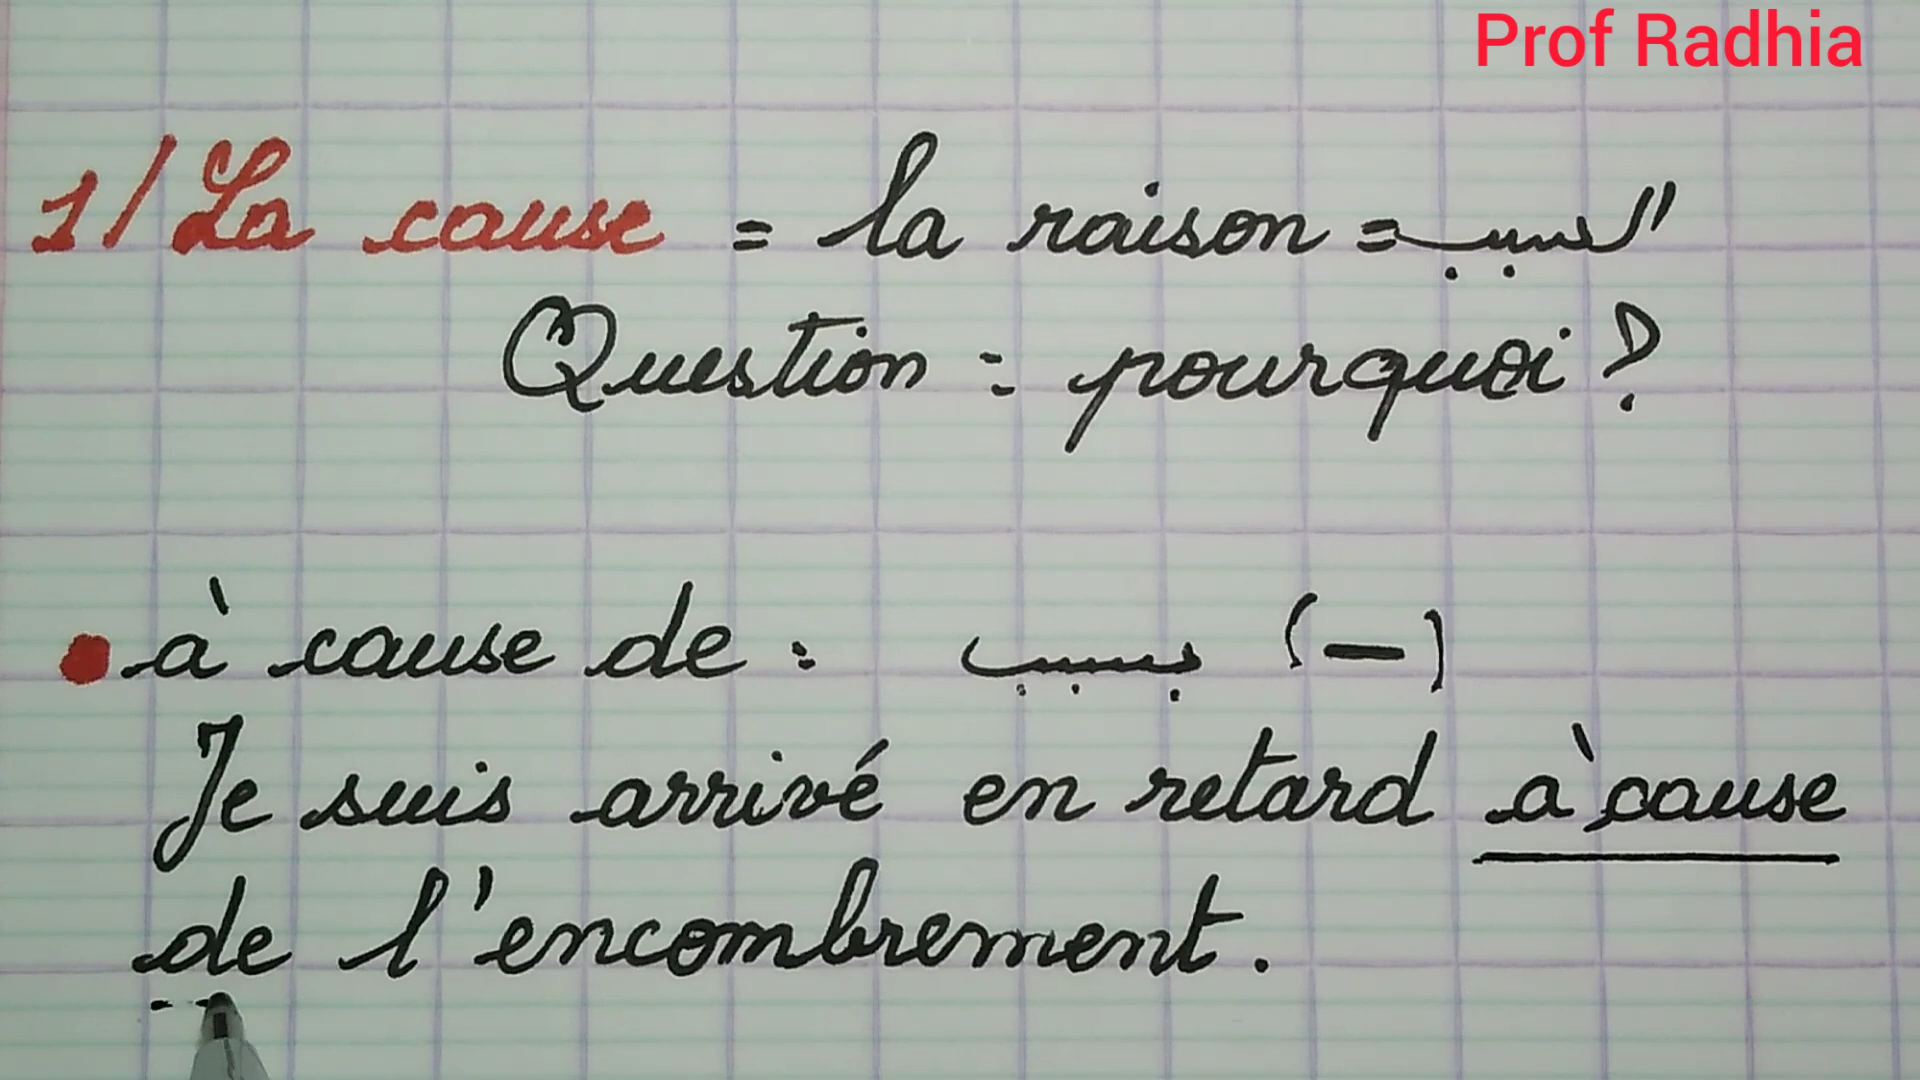 Prof Radhia
1/ La cause = la raison = السبب
Question : pourquoi ?
à cause de : بسبب (-)
Je suis arrivé en retard à cause
de l'encombrement.